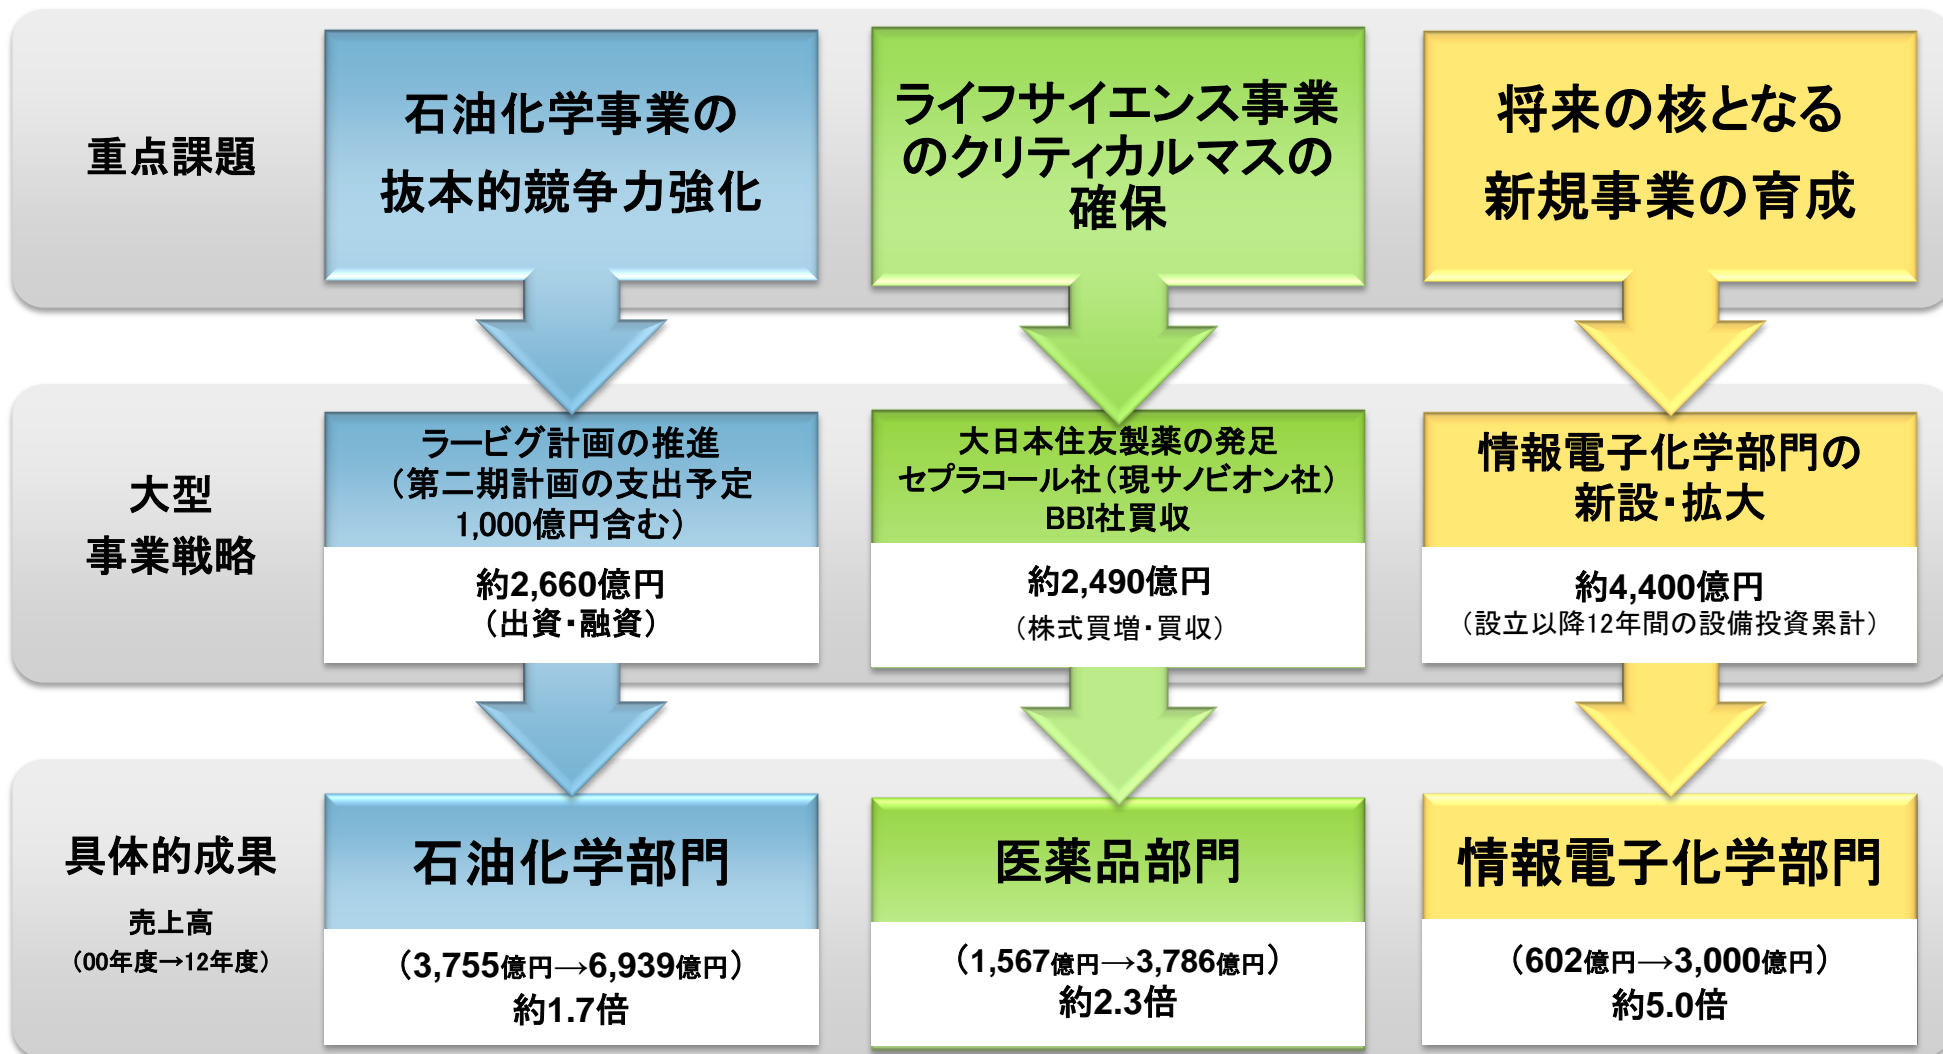 重点課題
石油化学事業の
抜本的競争力強化
ライフサイエンス事業
のクリティカルマスの
確保
将来の核となる
新規事業の育成
大型
事業戦略
ラービグ計画の推進
（第二期計画の支出予定
1,000億円含む）
約2,660億円
（出資・融資）
大日本住友製薬の発足
セプラコール社（現サノビオン社）
BBI社買収
約2,490億円
（株式買増・買収）
情報電子化学部門の
新設・拡大
約4,400億円
（設立以降12年間の設備投資累計）
具体的成果
売上高
（00年度→12年度）
石油化学部門
（3,755億円→6,939億円）
約1.7倍
医薬品部門
（1,567億円→3,786億円）
約2.3倍
情報電子化学部門
（602億円→3,000億円）
約5.0倍